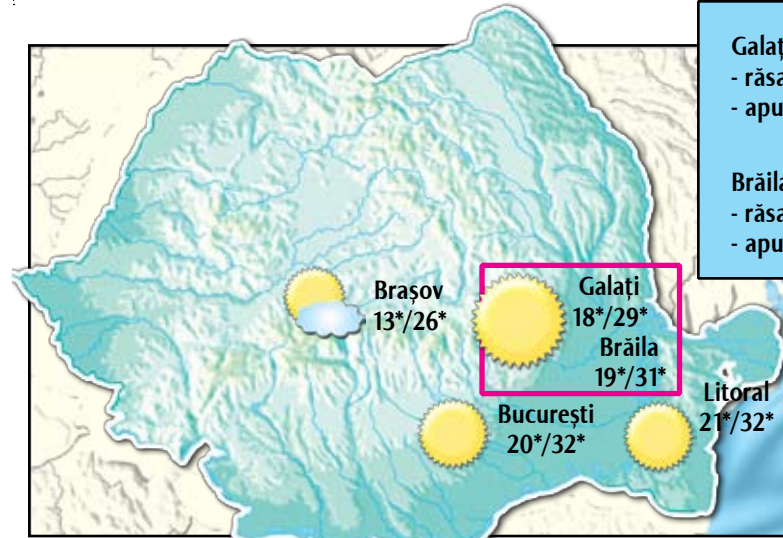 Galaț
- răsa
- apu
Brăila
- răsa
- apu
Brașov
13*/26*
Galați
18*/29*
Brăila
19*/31*
București
20*/32*
Litoral
21*/32*